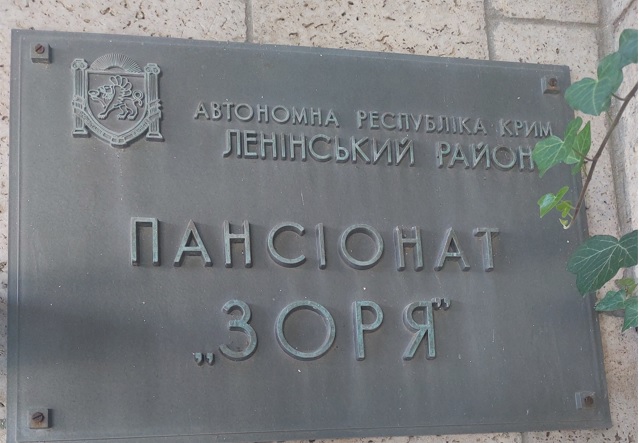 АВТОНОМНА РЕСПУБЛІКА КРИМ
ЛЕНІНСЬКИЙ РАЙОН
ПАНСІОНАТ
„ЗОРЯ”